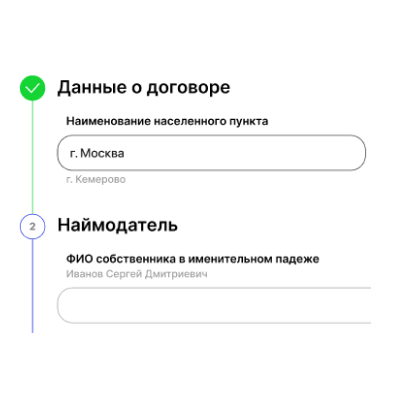 Данные о договоре
Наименование населенного пункта
г. Москва
г. Кемерово
2
Наймодатель
ФИО собственника в именительном падеже
Иванов Сергей Дмитриевич